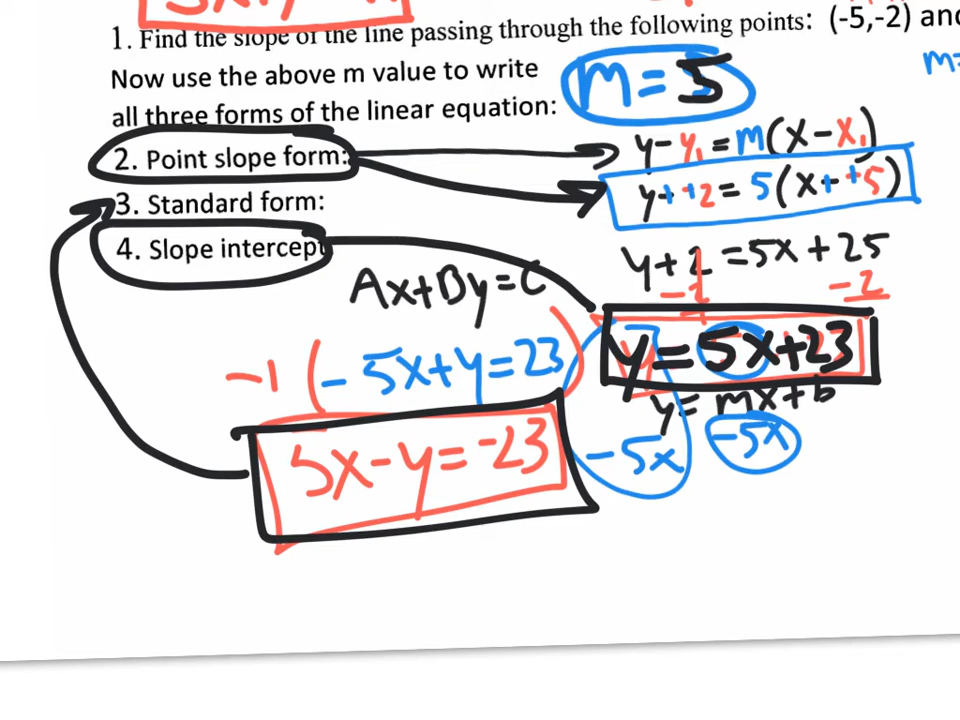 1. Find the slope of the line passing through the following points: (-5,-2) and
Now use the above m value to write
m = 5
m=
all three forms of the linear equation:
2. Point slope form:
y - y₁ = m(x - x₁)
y + +2 = 5(x + +5)
3. Standard form:
4. Slope intercept
y + 2 = 5x + 25
-2 -2
Ax + By = C
y = 5x + 23
-1 (-5x + y = 23)
y = mx + b
-5x -5x
5x - y = -23